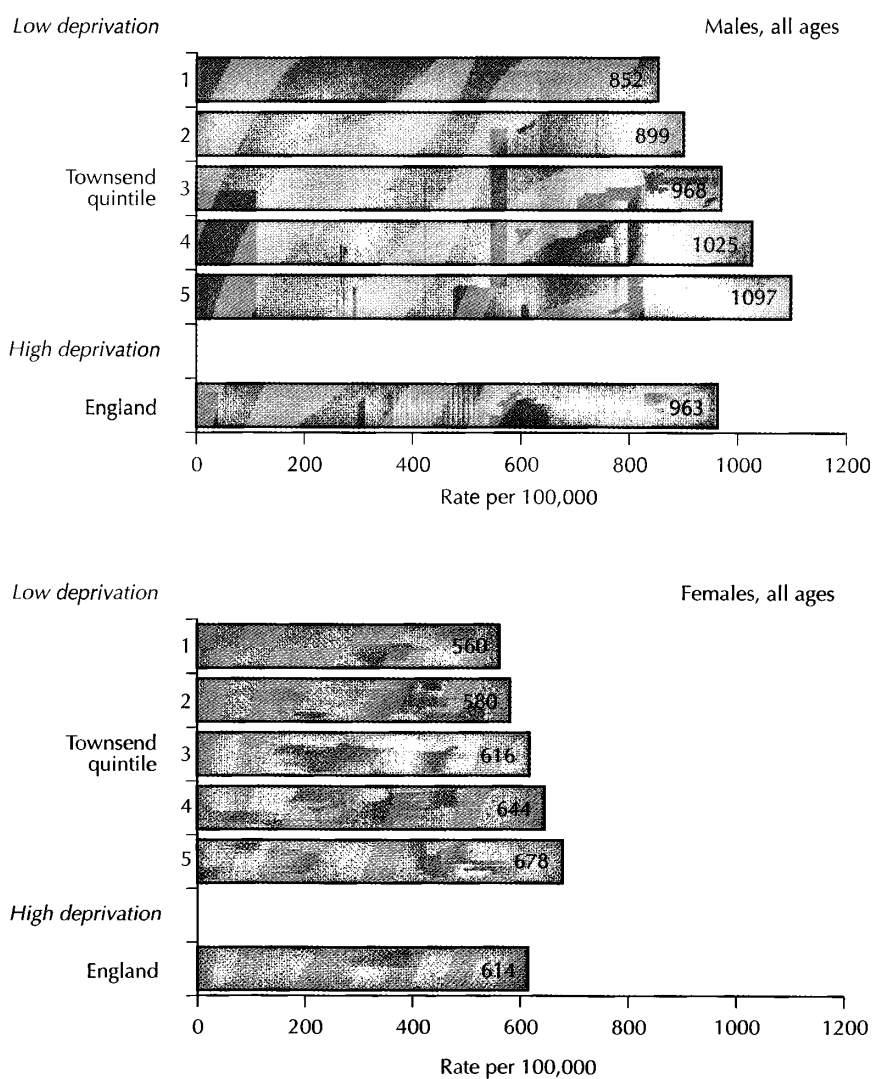 Low deprivation
Males, all ages
1
852
2
899
Townsend
quintile
3
968
4
1025
5
1097
High deprivation
England
963
0 200 400 600 800 1000 1200
Rate per 100,000
Low deprivation
Females, all ages
1
560
2
580
Townsend
quintile
3
616
4
644
5
678
High deprivation
England
614
0 200 400 600 800 1000 1200
Rate per 100,000